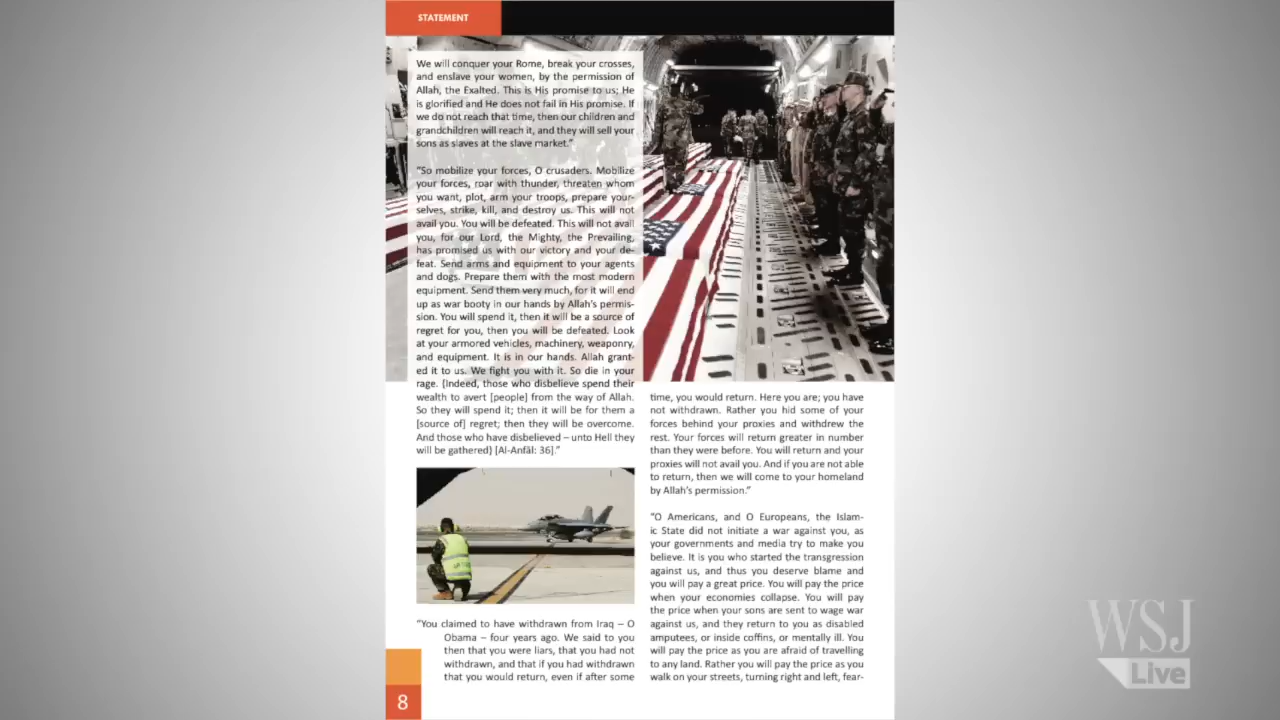 STATEMENT
We will conquer your Rome, break your crosses,
and enslave your women, by the permission of
Allah, the Exalted. This is His promise to us; He
is glorified and He does not fail in His promise. If
we do not reach that time, then our children and
grandchildren will reach it, and they will sell your
sons as slaves at the slave market.”
“So mobilize your forces, O crusaders. Mobilize
your forces, roar with thunder, threaten whom
you want, plot, arm your troops, prepare your-
selves, strike, kill, and destroy us. This will not
avail you. You will be defeated. This will not avail
you, for our Lord, the Mighty, the Prevailing,
has promised us with our victory and your de-
feat. Send arms and equipment to your agents
and dogs. Prepare them with the most modern
equipment. Send them very much, for it will end
up as war booty in our hands by Allah’s permis-
sion. You will spend it, then it will be a source of
regret for you, then you will be defeated. Look
at your armored vehicles, machinery, weaponry,
and equipment. It is in our hands. Allah grant-
ed it to us. We fight you with it. So die in your
rage. {Indeed, those who disbelieve spend their
wealth to avert [people] from the way of Allah.
So they will spend it; then it will be for them a
[source of] regret; then they will be overcome.
And those who have disbelieved – unto Hell they
will be gathered} [Al-Anfāl: 36].”
“You claimed to have withdrawn from Iraq – O
Obama – four years ago. We said to you
then that you were liars, that you had not
withdrawn, and that if you had withdrawn
that you would return, even if after some
time, you would return. Here you are; you have
not withdrawn. Rather you hid some of your
forces behind your proxies and withdrew the
rest. Your forces will return greater in number
than they were before. You will return and your
proxies will not avail you. And if you are not able
to return, then we will come to your homeland
by Allah’s permission.”
“O Americans, and O Europeans, the Islam-
ic State did not initiate a war against you, as
your governments and media try to make you
believe. It is you who started the transgression
against us, and thus you deserve blame and
you will pay a great price. You will pay the price
when your economies collapse. You will pay
the price when your sons are sent to wage war
against us, and they return to you as disabled
amputees, or inside coffins, or mentally ill. You
will pay the price as you are afraid of travelling
to any land. Rather you will pay the price as you
walk on your streets, turning right and left, fear-
8
WSJ
Live